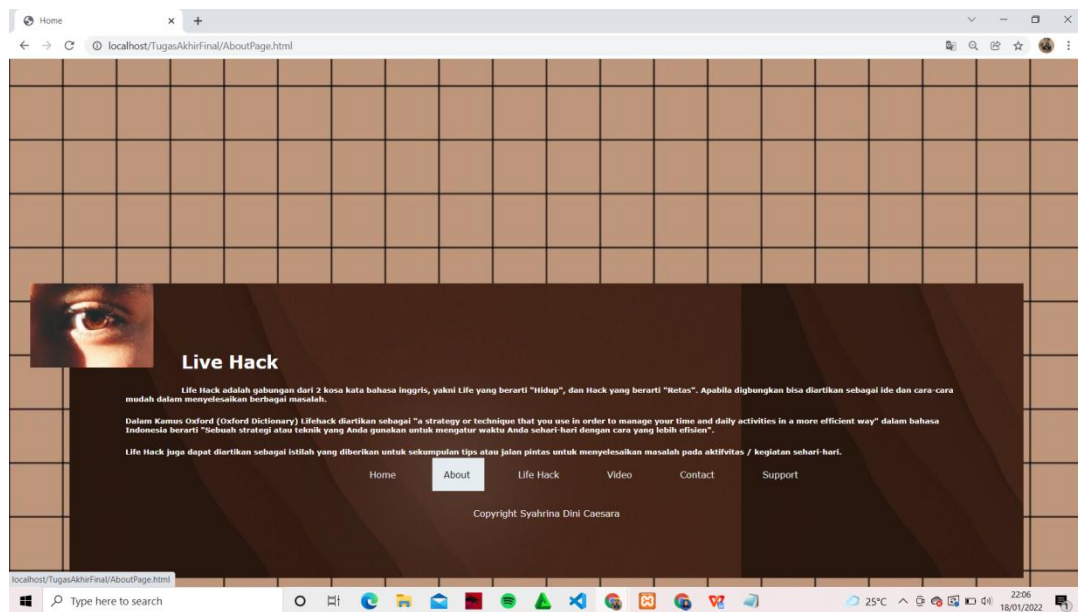 Home
localhost/TugasAkhirFinal/AboutPage.html
Live Hack
Life Hack adalah gabungan dari 2 kosa kata bahasa inggris, yakni Life yang berarti "Hidup", dan Hack yang berarti "Retas". Apabila digbungkan bisa diartikan sebagai ide dan cara-cara
mudah dalam menyelesaikan berbagai masalah.
Dalam Kamus Oxford (Oxford Dictionary) Lifehack diartikan sebagai "a strategy or technique that you use in order to manage your time and daily activities in a more efficient way" dalam bahasa
Indonesia berarti "Sebuah strategi atau teknik yang Anda gunakan untuk mengatur waktu Anda sehari-hari dengan cara yang lebih efisien".
Life Hack juga dapat diartikan sebagai istilah yang diberikan untuk sekumpulan tips atau jalan pintas untuk menyelesaikan masalah pada aktifvitas / kegiatan sehari-hari.
Home About Life Hack Video Contact Support
Copyright Syahrina Dini Caesara
localhost/TugasAkhirFinal/AboutPage.html
Type here to search
25°C
22:06
18/01/2022